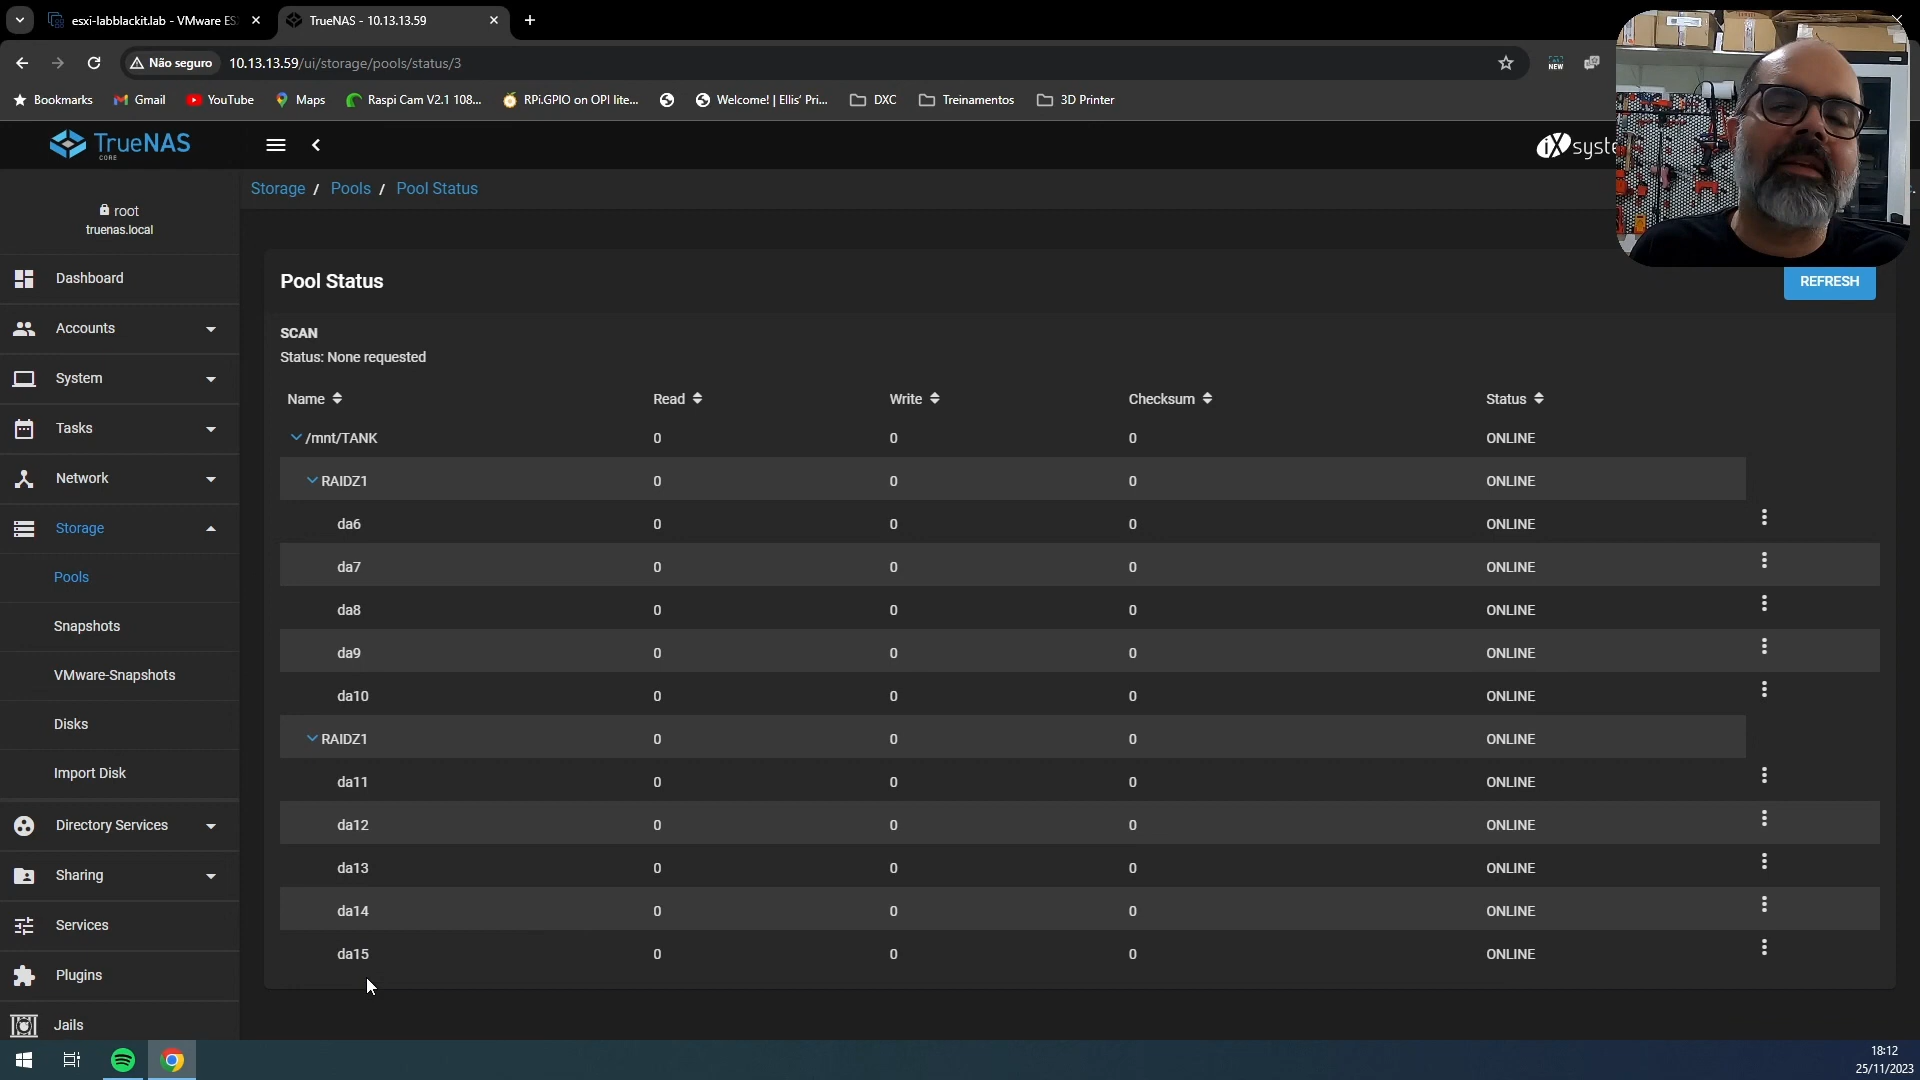 esxi-labblackit.lab - VMware ES
TrueNAS - 10.13.13.59
Não seguro
10.13.13.59/ui/storage/pools/status/3
NEW
Bookmarks
Gmail
YouTube
Maps
Raspi Cam V2.1 108...
RPi.GPIO on OPI lite...
Welcome! | Ellis' Pri...
DXC
Treinamentos
3D Printer
TrueNAS
CORE
iXsyste
Storage / Pools / Pool Status
root
truenas.local
Dashboard
Accounts
System
Tasks
Network
Storage
Pools
Snapshots
VMware-Snapshots
Disks
Import Disk
Directory Services
Sharing
Services
Plugins
Jails
Pool Status
REFRESH
SCAN
Status: None requested
Name Read Write Checksum Status
/mnt/TANK 0 0 0 ONLINE
RAIDZ1 0 0 0 ONLINE
da6 0 0 0 ONLINE
da7 0 0 0 ONLINE
da8 0 0 0 ONLINE
da9 0 0 0 ONLINE
da10 0 0 0 ONLINE
RAIDZ1 0 0 0 ONLINE
da11 0 0 0 ONLINE
da12 0 0 0 ONLINE
da13 0 0 0 ONLINE
da14 0 0 0 ONLINE
da15 0 0 0 ONLINE
18:12
25/11/2023